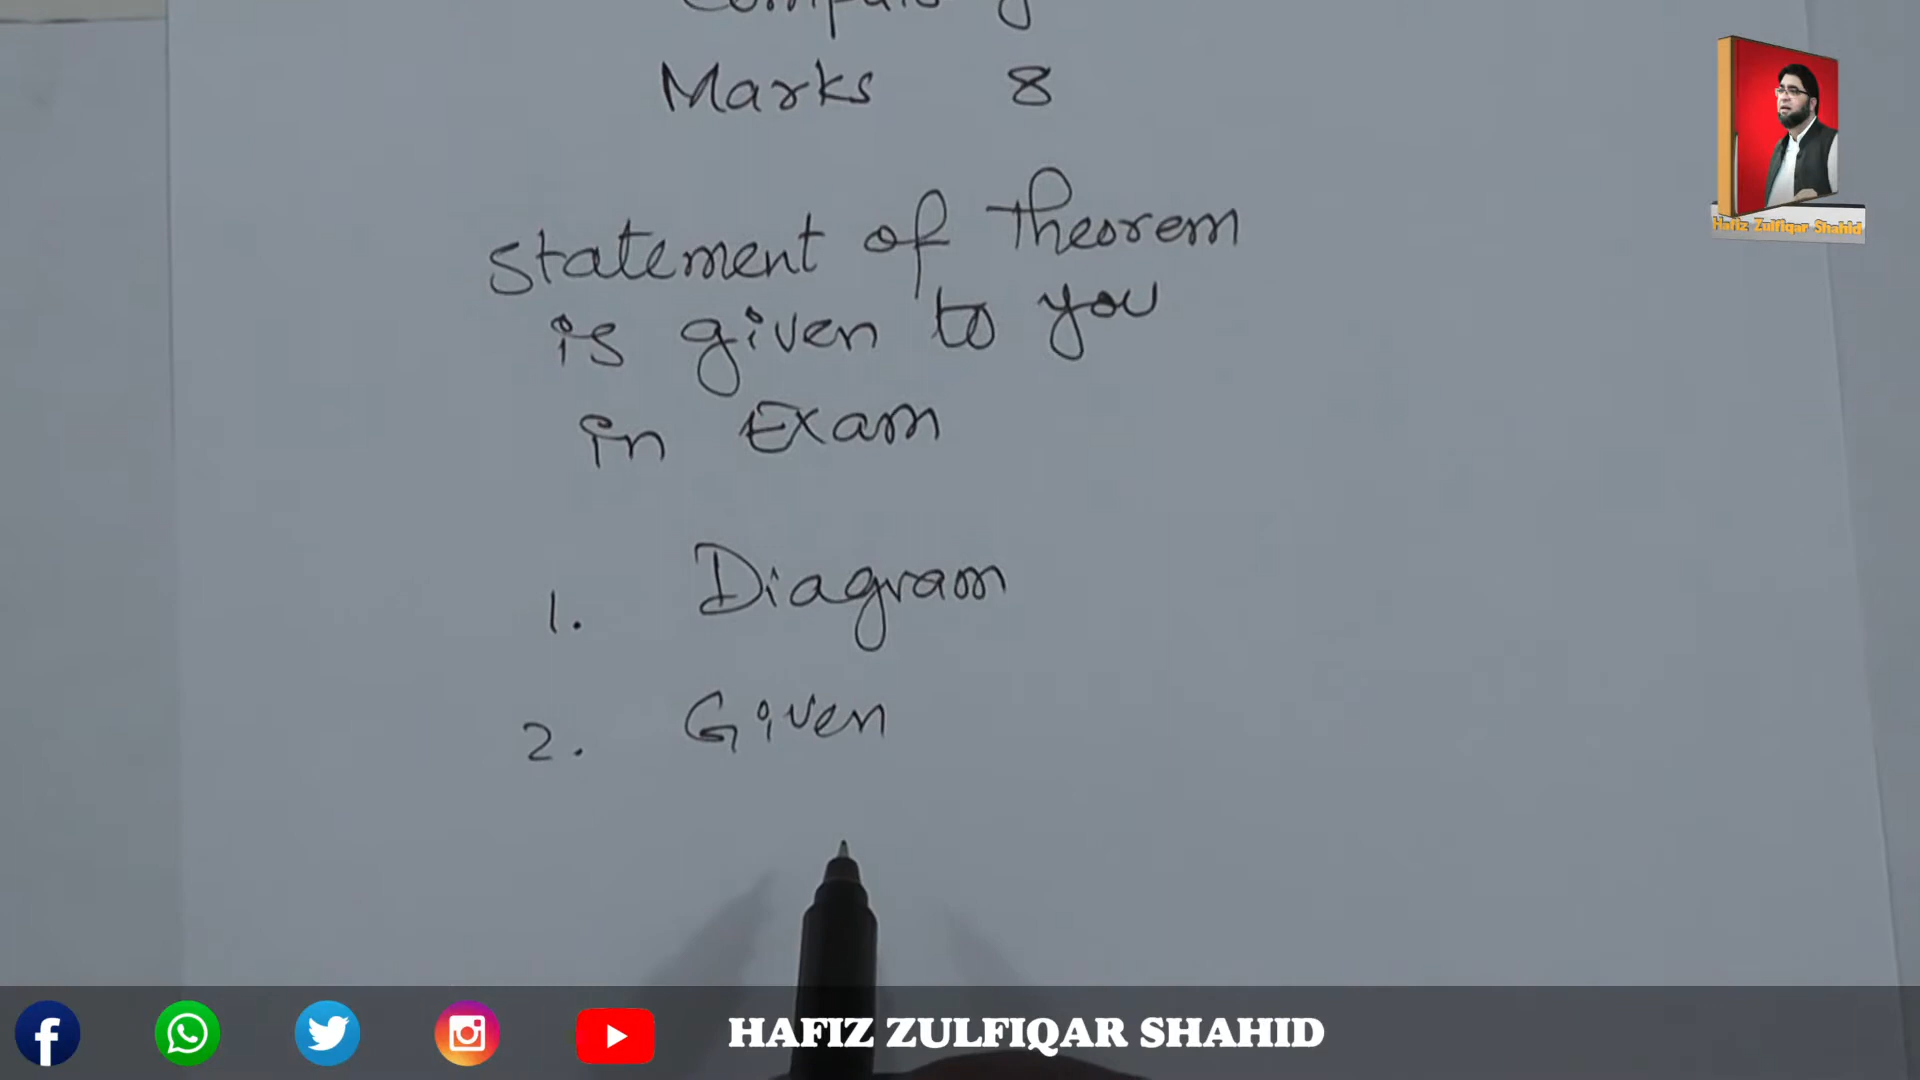 Marks 8
Statement of Theorem
is given to you
in Exam
1. Diagram
2. Given
Hafiz Zulfiqar Shahid
HAFIZ ZULFIQAR SHAHID